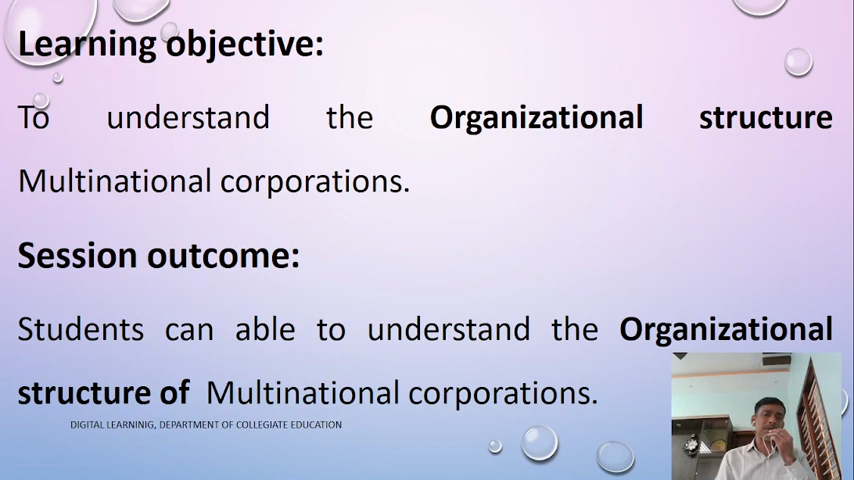 Learning objective:
To understand the Organizational structure
Multinational corporations.
Session outcome:
Students can able to understand the Organizational
structure of Multinational corporations.
DIGITAL LEARNINIG, DEPARTMENT OF COLLEGIATE EDUCATION